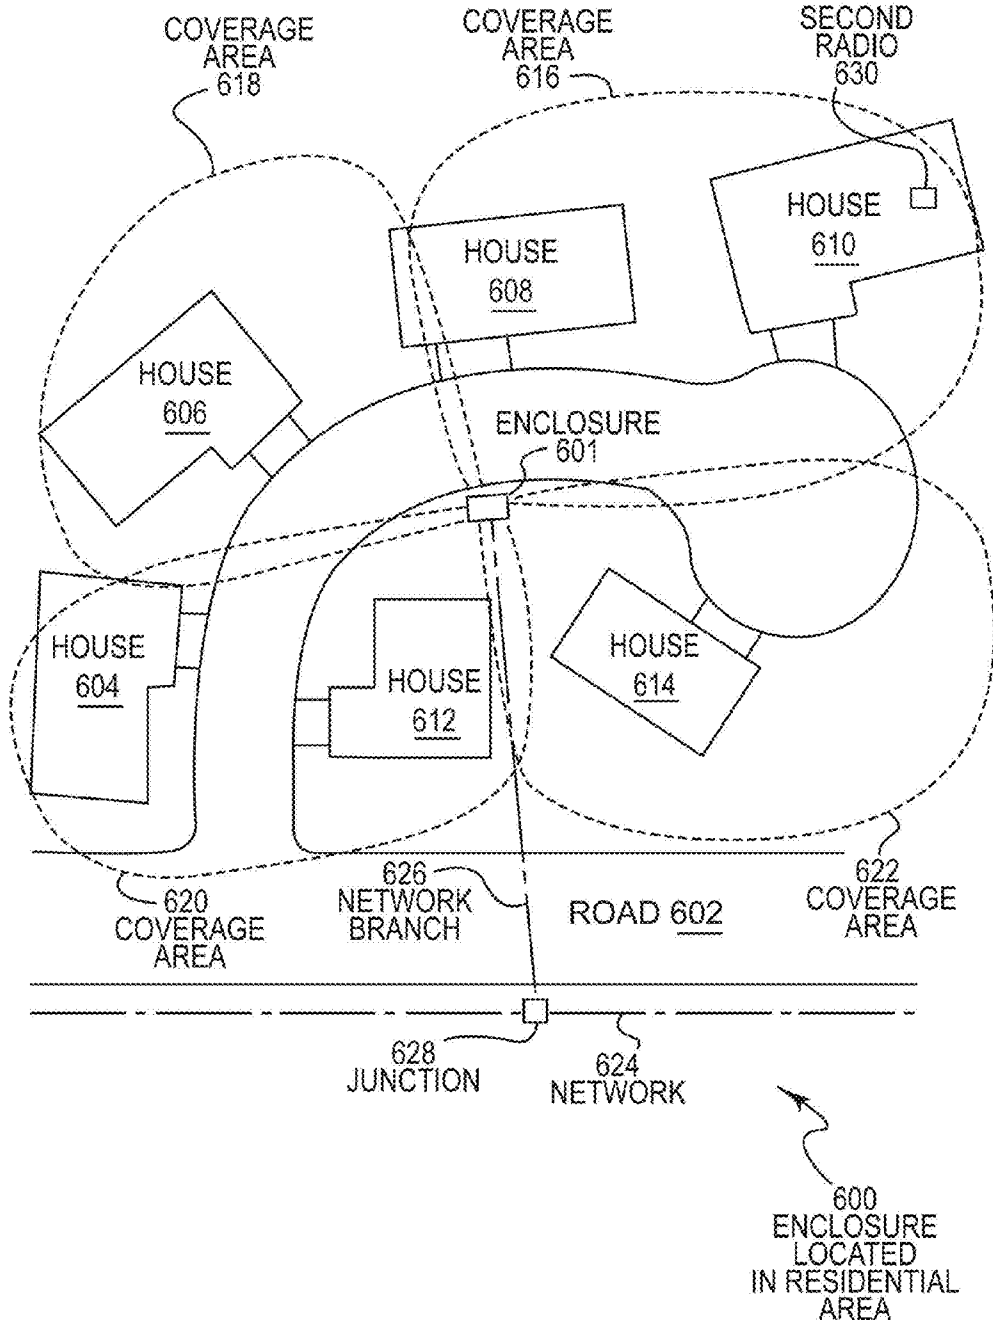 COVERAGE
AREA
618
COVERAGE
AREA
616
SECOND
RADIO
630
HOUSE
610
HOUSE
608
HOUSE
606
ENCLOSURE
601
HOUSE
604
HOUSE
612
HOUSE
614
620
COVERAGE
AREA
626
NETWORK
BRANCH
ROAD 602
622
COVERAGE
AREA
628
JUNCTION
624
NETWORK
600
ENCLOSURE
LOCATED
IN RESIDENTIAL
AREA